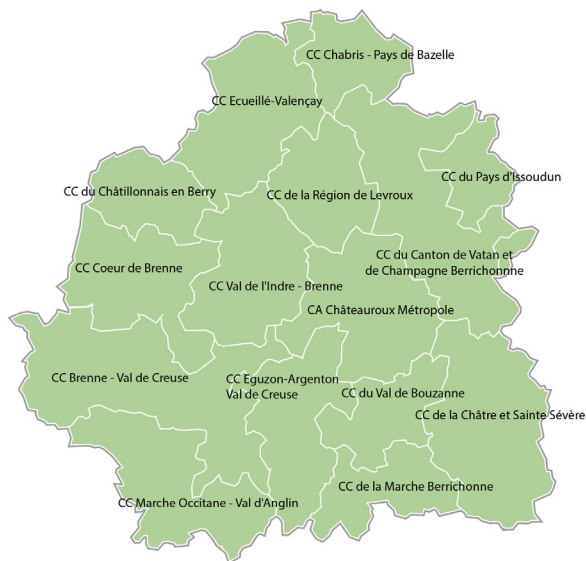 CC Chabris - Pays de Bazelle
CC Ecueillé-Valençay
CC du Pays d'Issoudun
CC du Châtillonnais en Berry
CC de la Région de Levroux
CC du Canton de Vatan et
de Champagne Berrichonnne
CC Coeur de Brenne
CC Val de l'Indre - Brenne
CA Châteauroux Métropole
CC Brenne - Val de Creuse
CC Eguzon-Argenton
Val de Creuse
CC du Val de Bouzanne
CC de la Châtre et Sainte Sévère
CC de la Marche Berrichonne
CC Marche Occitane - Val d'Anglin